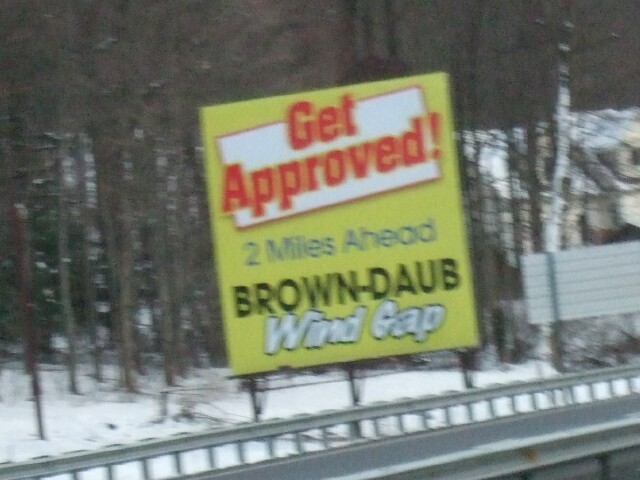 Get
Approved!
2 Miles Ahead
BROWN-DAUB
Wind Gap